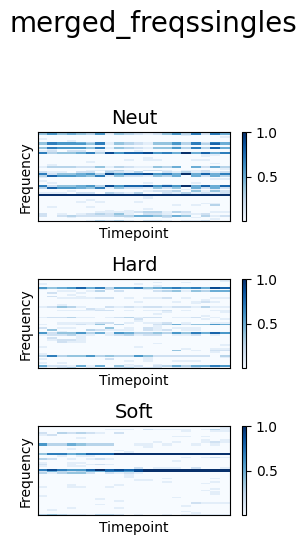 merged_freqssingles
Neut
1.0
0.5
Frequency
Timepoint
Hard
1.0
0.5
Frequency
Timepoint
Soft
1.0
0.5
Frequency
Timepoint